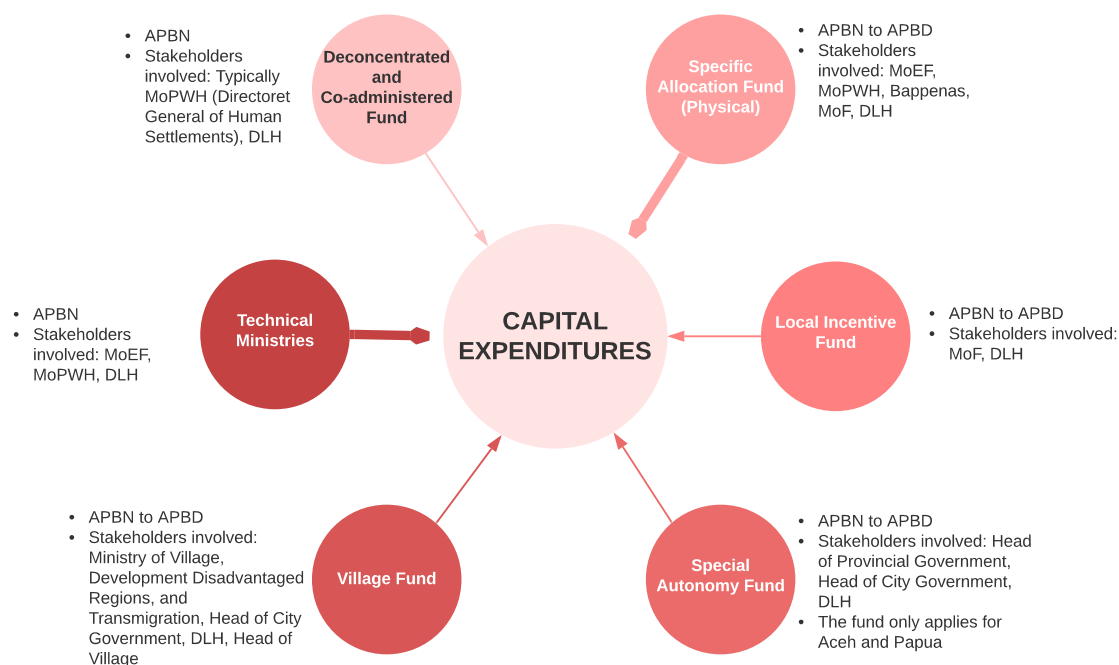 • APBN
• Stakeholders
involved: Typically
MoPWH (Directoret
General of Human
Settlements), DLH
Deconcentrated
and
Co-administered
Fund
Specific
Allocation Fund
(Physical)
• APBN to APBD
• Stakeholders
involved: MoEF,
MoPWH, Bappenas,
MoF, DLH
• APBN
• Stakeholders
involved: MoEF,
MoPWH, DLH
Technical
Ministries
CAPITAL
EXPENDITURES
Local Incentive
Fund
• APBN to APBD
• Stakeholders involved:
MoF, DLH
• APBN to APBD
• Stakeholders involved:
Ministry of Village,
Development Disadvantaged
Regions, and
Transmigration, Head of City
Government, DLH, Head of
Village
Village Fund
Special
Autonomy Fund
• APBN to APBD
• Stakeholders involved: Head
of Provincial Government,
Head of City Government,
DLH
• The fund only applies for
Aceh and Papua